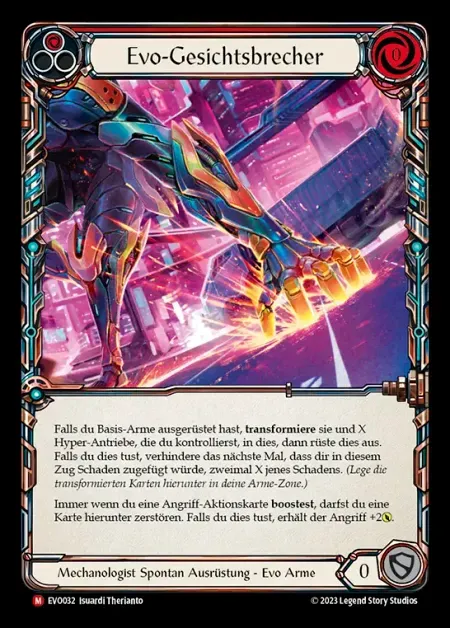 Evo-Gesichtsbrecher
0
Falls du Basis-Arme ausgerüstet hast, transformiere sie und X
Hyper-Antriebe, die du kontrollierst, in dies, dann rüste dies aus.
Falls du dies tust, verhindere das nächste Mal, dass dir in diesem
Zug Schaden zugefügt würde, zweimal X jenes Schadens. (Lege die
transformierten Karten hierunter in deine Arme-Zone.)
Immer wenn du eine Angriff-Aktionskarte boostest, darfst du eine
Karte hierunter zerstören. Falls du dies tust, erhält der Angriff +2.
Mechanologist Spontan Ausrüstung - Evo Arme
0
M EVO032 Isuardi Therianto
© 2023 Legend Story Studios